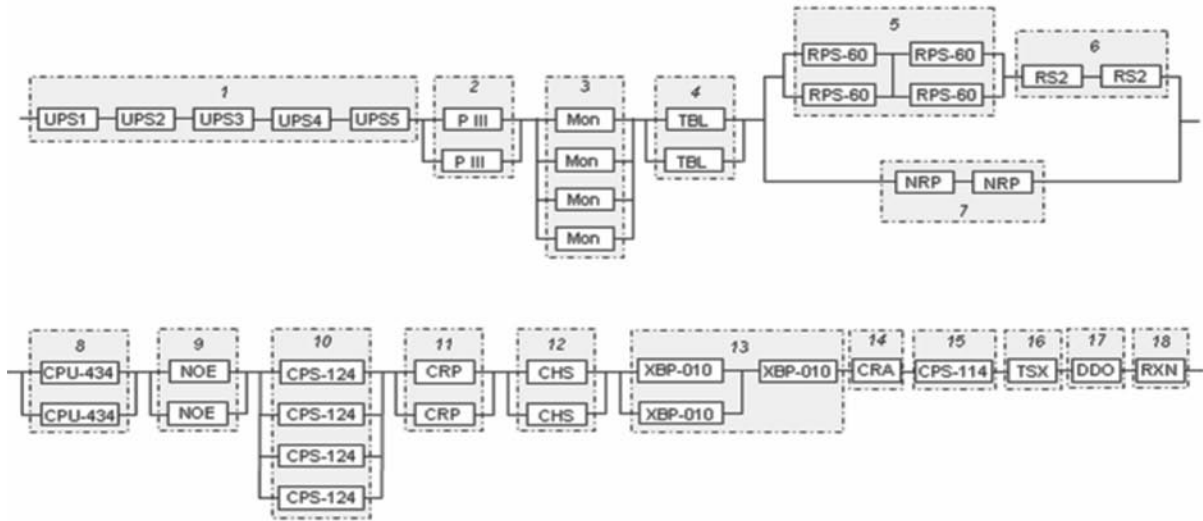 5
RPS-60 RPS-60
6
1 2 3 4
RS2 RS2
RPS-60 RPS-60
UPS1 UPS2 UPS3 UPS4 UPS5 P III Mon TBL
P III Mon TBL
NRP NRP
Mon
7
Mon
8 9 10 11 12 13 14 15 16 17 18
CPU-434 NOE CPS-124 CRP CHS XBP-010 XBP-010 CRA CPS-114 TSX DDO RXN
CPU-434 NOE CPS-124 CRP CHS XBP-010
CPS-124
CPS-124